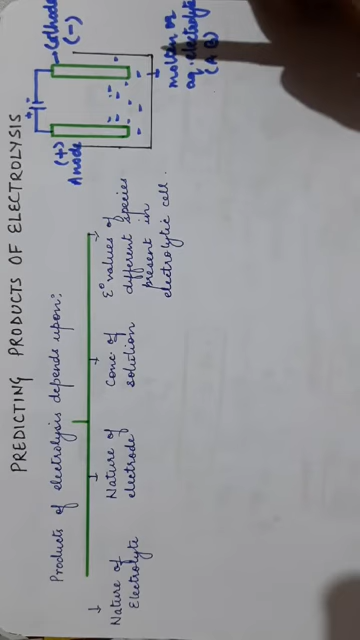 PREDICTING PRODUCTS OF ELECTROLYSIS
Products of electrolysis depends upon:
Nature of
Electrolyte
Nature of
electrode
Conc of
solution
E° values of
different species
present in
electrolytic cell.
(+)
Anode
+ -
Cathode
(-)
molten or
aq. electrolyte
(AB)